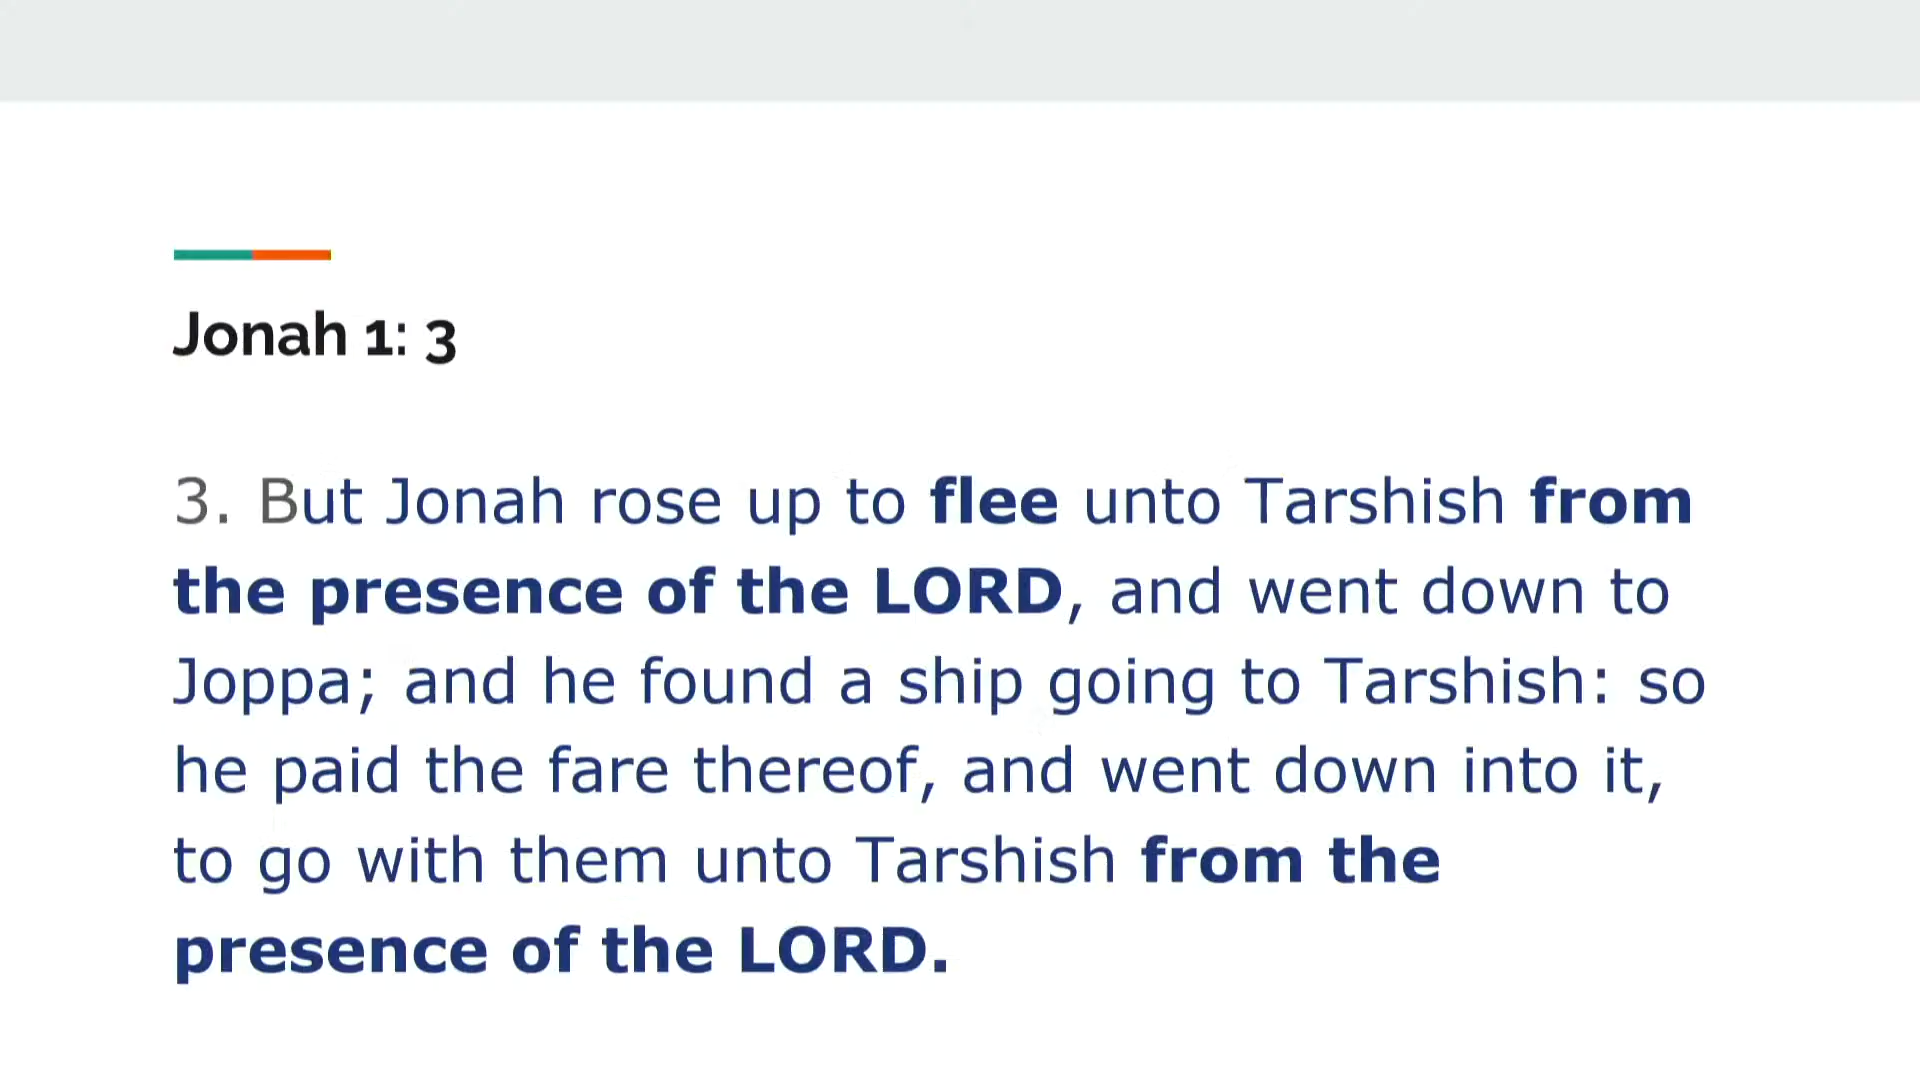 Jonah 1: 3
3. But Jonah rose up to flee unto Tarshish from
the presence of the LORD, and went down to
Joppa; and he found a ship going to Tarshish: so
he paid the fare thereof, and went down into it,
to go with them unto Tarshish from the
presence of the LORD.